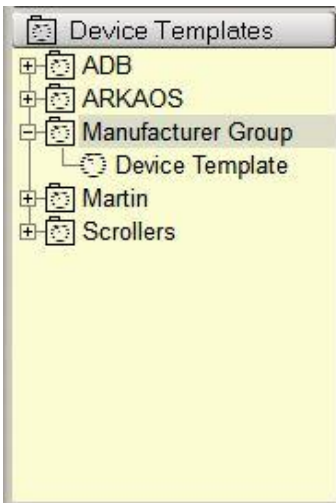 Device Templates
ADB
ARKAOS
Manufacturer Group
Device Template
Martin
Scrollers